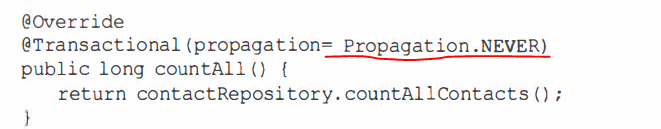 @Override
@Transactional(propagation= Propagation.NEVER)
public long countAll() {
    return contactRepository.countAllContacts();
}